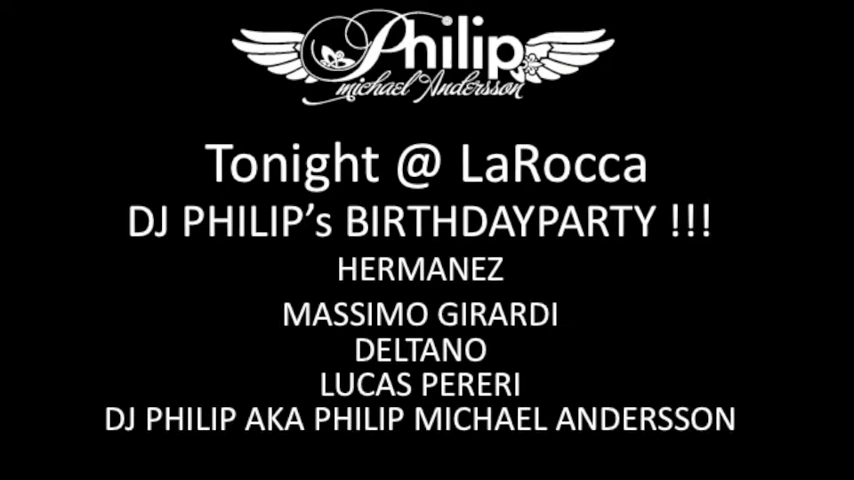 Philip
michael Andersson
Tonight @ LaRocca
DJ PHILIP’s BIRTHDAYPARTY !!!
HERMANEZ
MASSIMO GIRARDI
DELTANO
LUCAS PERERI
DJ PHILIP AKA PHILIP MICHAEL ANDERSSON